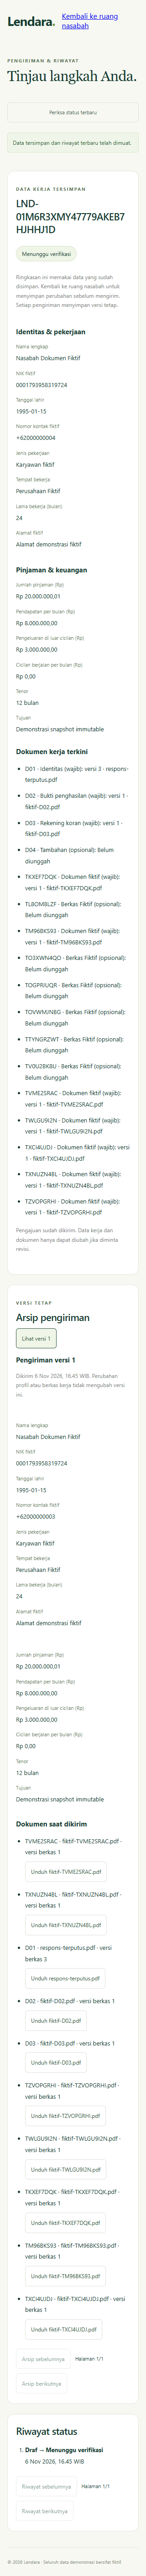 Lendara.
Kembali ke ruang
nasabah
PENGIRIMAN & RIWAYAT
Tinjau langkah Anda.
Periksa status terbaru
Data tersimpan dan riwayat terbaru telah dimuat.
DATA KERJA TERSIMPAN
LND-
01M6R3XMY47779AKEB7
HJHHJ1D
Menunggu verifikasi
Ringkasan ini memakai data yang sudah
disimpan. Kembali ke ruang nasabah untuk
menyimpan perubahan sebelum mengirim.
Setiap pengiriman menyimpan versi tetap.
Identitas & pekerjaan
Nama lengkap
Nasabah Dokumen Fiktif
NIK fiktif
0001793958319724
Tanggal lahir
1995-01-15
Nomor kontak fiktif
+62000000004
Jenis pekerjaan
Karyawan fiktif
Tempat bekerja
Perusahaan Fiktif
Lama bekerja (bulan)
24
Alamat fiktif
Alamat demonstrasi fiktif
Pinjaman & keuangan
Jumlah pinjaman (Rp)
Rp 20.000.000,01
Pendapatan per bulan (Rp)
Rp 8.000.000,00
Pengeluaran di luar cicilan (Rp)
Rp 3.000.000,00
Cicilan berjalan per bulan (Rp)
Rp 0,00
Tenor
12 bulan
Tujuan
Demonstrasi snapshot immutable
Dokumen kerja terkini
D01 · Identitas (wajib): versi 3 · respons-
terputus.pdf
D02 · Bukti penghasilan (wajib): versi 1 ·
fiktif-D02.pdf
D03 · Rekening koran (wajib): versi 1 ·
fiktif-D03.pdf
D04 · Tambahan (opsional): Belum
diunggah
TKXEF7DQK · Dokumen fiktif (wajib):
versi 1 · fiktif-TKXEF7DQK.pdf
TL8OM8LZF · Berkas Fiktif (opsional):
Belum diunggah
TM96BKS93 · Dokumen fiktif (wajib):
versi 1 · fiktif-TM96BKS93.pdf
TO3XWN4QO · Berkas Fiktif (opsional):
Belum diunggah
TOGPRIUQR · Berkas Fiktif (opsional):
Belum diunggah
TOVWMJNBG · Berkas Fiktif (opsional):
Belum diunggah
TTYNGRZWT · Berkas Fiktif (opsional):
Belum diunggah
TV0U2BK8U · Berkas Fiktif (opsional):
Belum diunggah
TVME2SRAC · Dokumen fiktif (wajib):
versi 1 · fiktif-TVME2SRAC.pdf
TWLGU9I2N · Dokumen fiktif (wajib):
versi 1 · fiktif-TWLGU9I2N.pdf
TXCI4UJDJ · Dokumen fiktif (wajib): versi
1 · fiktif-TXCI4UJDJ.pdf
TXNUZN4BL · Dokumen fiktif (wajib):
versi 1 · fiktif-TXNUZN4BL.pdf
TZVOPGRHI · Dokumen fiktif (wajib):
versi 1 · fiktif-TZVOPGRHI.pdf
Pengajuan sudah dikirim. Data kerja dan
dokumen hanya dapat diubah jika diminta
revisi.
VERSI TETAP
Arsip pengiriman
Lihat versi 1
Pengiriman versi 1
Dikirim 6 Nov 2026, 16.45 WIB. Perubahan
profil atau berkas kerja tidak mengubah versi
ini.
Nama lengkap
Nasabah Dokumen Fiktif
NIK fiktif
0001793958319724
Tanggal lahir
1995-01-15
Nomor kontak fiktif
+62000000003
Jenis pekerjaan
Karyawan fiktif
Tempat bekerja
Perusahaan Fiktif
Lama bekerja (bulan)
24
Alamat fiktif
Alamat demonstrasi fiktif
Jumlah pinjaman (Rp)
Rp 20.000.000,01
Pendapatan per bulan (Rp)
Rp 8.000.000,00
Pengeluaran di luar cicilan (Rp)
Rp 3.000.000,00
Cicilan berjalan per bulan (Rp)
Rp 0,00
Tenor
12 bulan
Tujuan
Demonstrasi snapshot immutable
Dokumen saat dikirim
TVME2SRAC · fiktif-TVME2SRAC.pdf ·
versi berkas 1
Unduh fiktif-TVME2SRAC.pdf
TXNUZN4BL · fiktif-TXNUZN4BL.pdf ·
versi berkas 1
Unduh fiktif-TXNUZN4BL.pdf
D01 · respons-terputus.pdf · versi
berkas 3
Unduh respons-terputus.pdf
D02 · fiktif-D02.pdf · versi berkas 1
Unduh fiktif-D02.pdf
D03 · fiktif-D03.pdf · versi berkas 1
Unduh fiktif-D03.pdf
TZVOPGRHI · fiktif-TZVOPGRHI.pdf ·
versi berkas 1
Unduh fiktif-TZVOPGRHI.pdf
TWLGU9I2N · fiktif-TWLGU9I2N.pdf ·
versi berkas 1
Unduh fiktif-TWLGU9I2N.pdf
TKXEF7DQK · fiktif-TKXEF7DQK.pdf ·
versi berkas 1
Unduh fiktif-TKXEF7DQK.pdf
TM96BKS93 · fiktif-TM96BKS93.pdf ·
versi berkas 1
Unduh fiktif-TM96BKS93.pdf
TXCI4UJDJ · fiktif-TXCI4UJDJ.pdf · versi
berkas 1
Unduh fiktif-TXCI4UJDJ.pdf
Arsip sebelumnya Halaman 1/1
Arsip berikutnya
Riwayat status
1. Draf → Menunggu verifikasi
6 Nov 2026, 16.45 WIB
Riwayat sebelumnya Halaman 1/1
Riwayat berikutnya
© 2026 Lendara · Seluruh data demonstrasi bersifat fiktif.